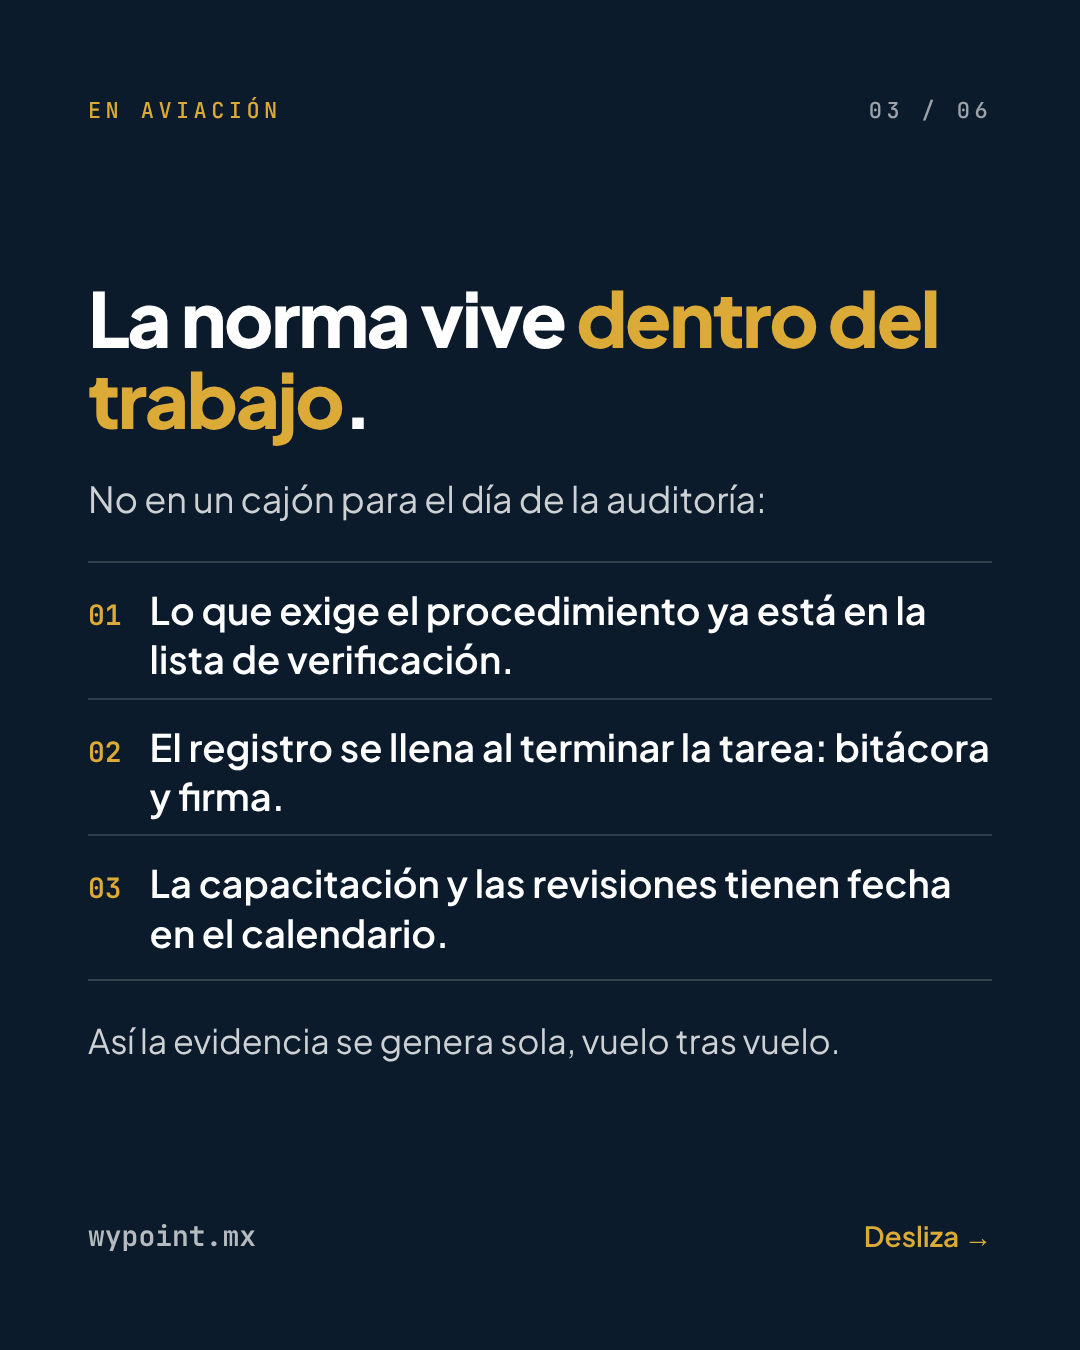 EN AVIACIÓN
03 / 06
La norma vive dentro del
trabajo.
No en un cajón para el día de la auditoría:
01 Lo que exige el procedimiento ya está en la
lista de verificación.
02 El registro se llena al terminar la tarea: bitácora
y firma.
03 La capacitación y las revisiones tienen fecha
en el calendario.
Así la evidencia se genera sola, vuelo tras vuelo.
wypoint.mx
Desliza →